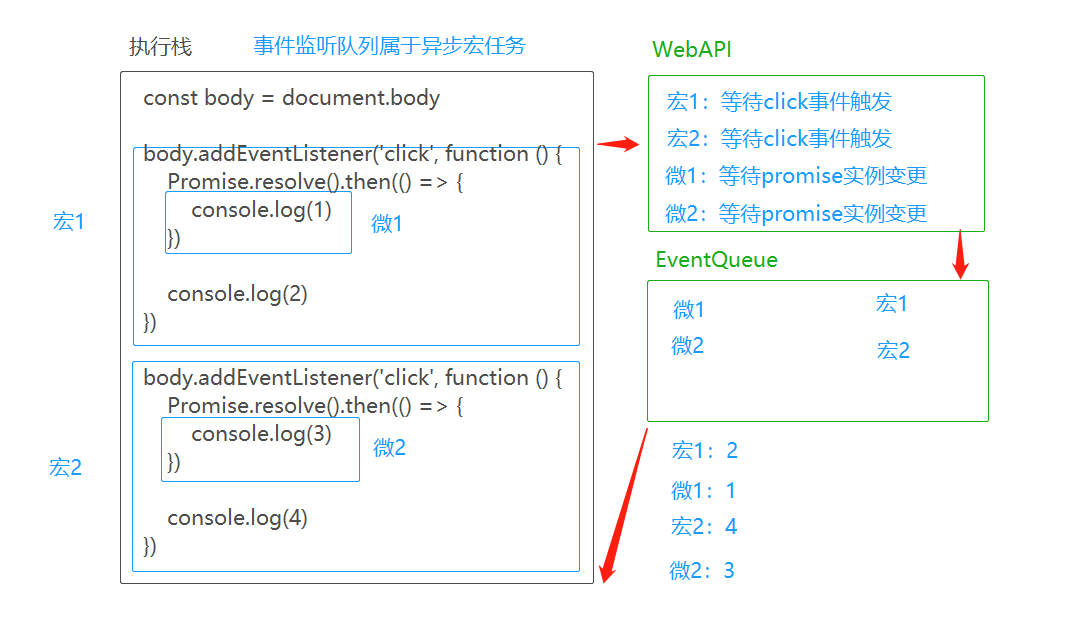 执行栈
事件监听队列属于异步宏任务
const body = document.body
body.addEventListener('click', function () {
Promise.resolve().then(() => {
console.log(1)
})
console.log(2)
})
宏1
微1
body.addEventListener('click', function () {
Promise.resolve().then(() => {
console.log(3)
})
console.log(4)
})
宏2
微2
WebAPI
宏1：等待click事件触发
宏2：等待click事件触发
微1：等待promise实例变更
微2：等待promise实例变更
EventQueue
微1
宏1
微2
宏2
宏1：2
微1：1
宏2：4
微2：3